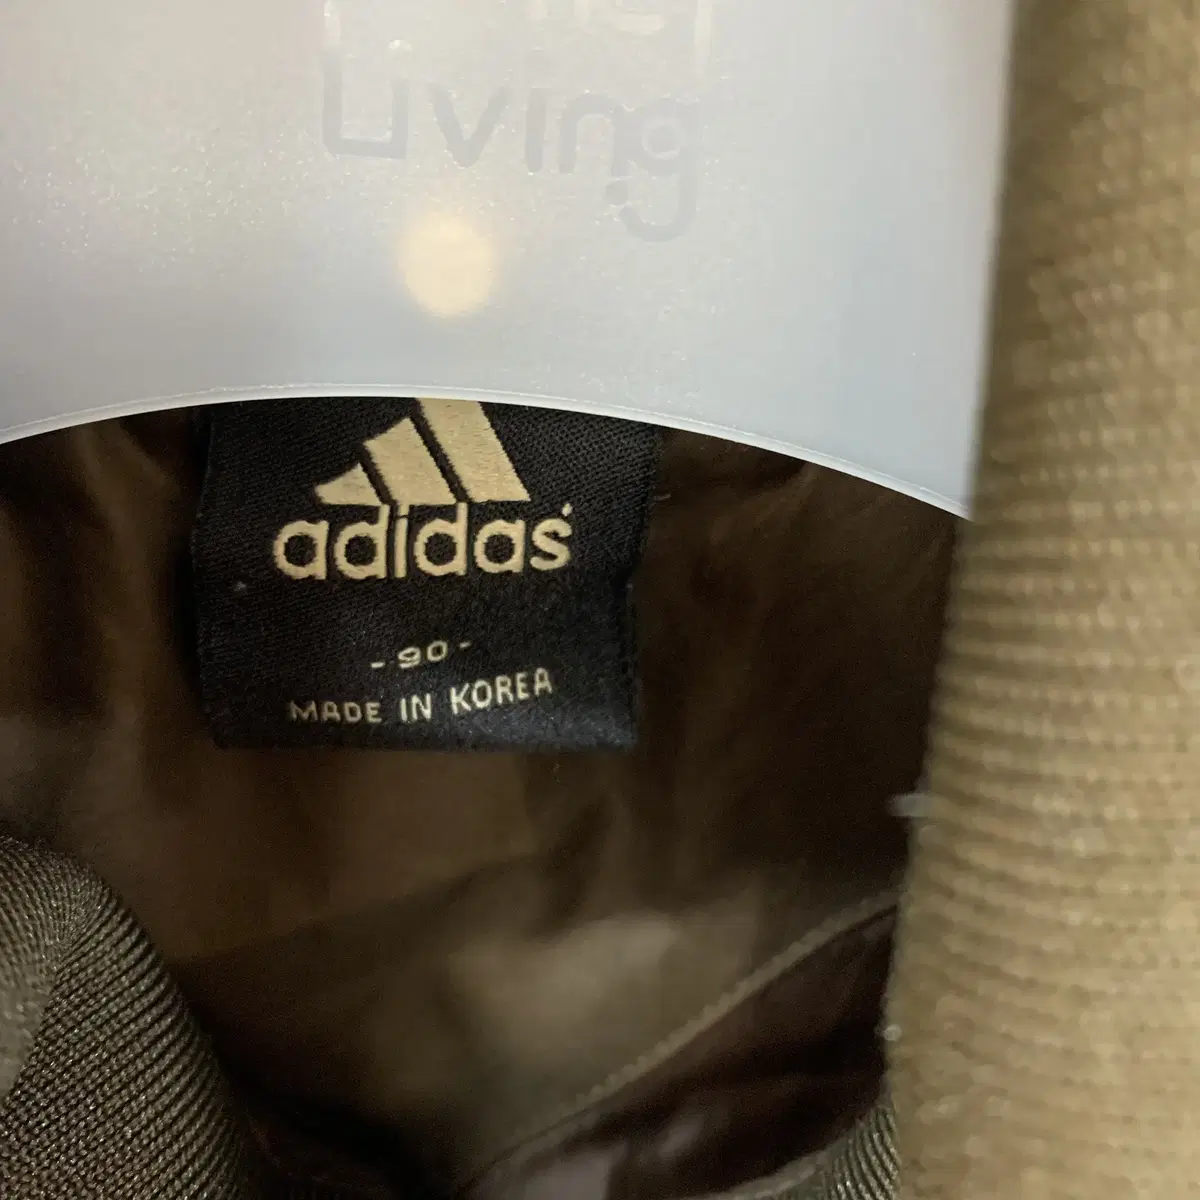 Living
adidas
-90-
MADE IN KOREA